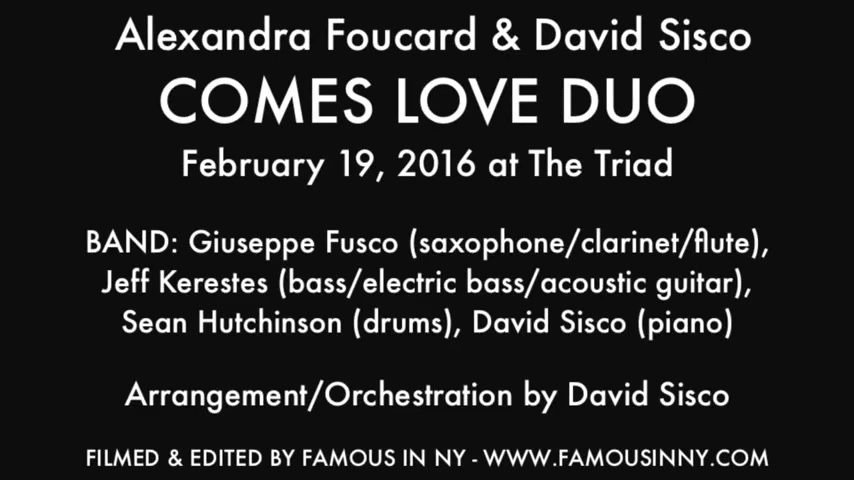 Alexandra Foucard & David Sisco
COMES LOVE DUO
February 19, 2016 at The Triad
BAND: Giuseppe Fusco (saxophone/clarinet/flute),
Jeff Kerestes (bass/electric bass/acoustic guitar),
Sean Hutchinson (drums), David Sisco (piano)
Arrangement/Orchestration by David Sisco
FILMED & EDITED BY FAMOUS IN NY - WWW.FAMOUSINNY.COM